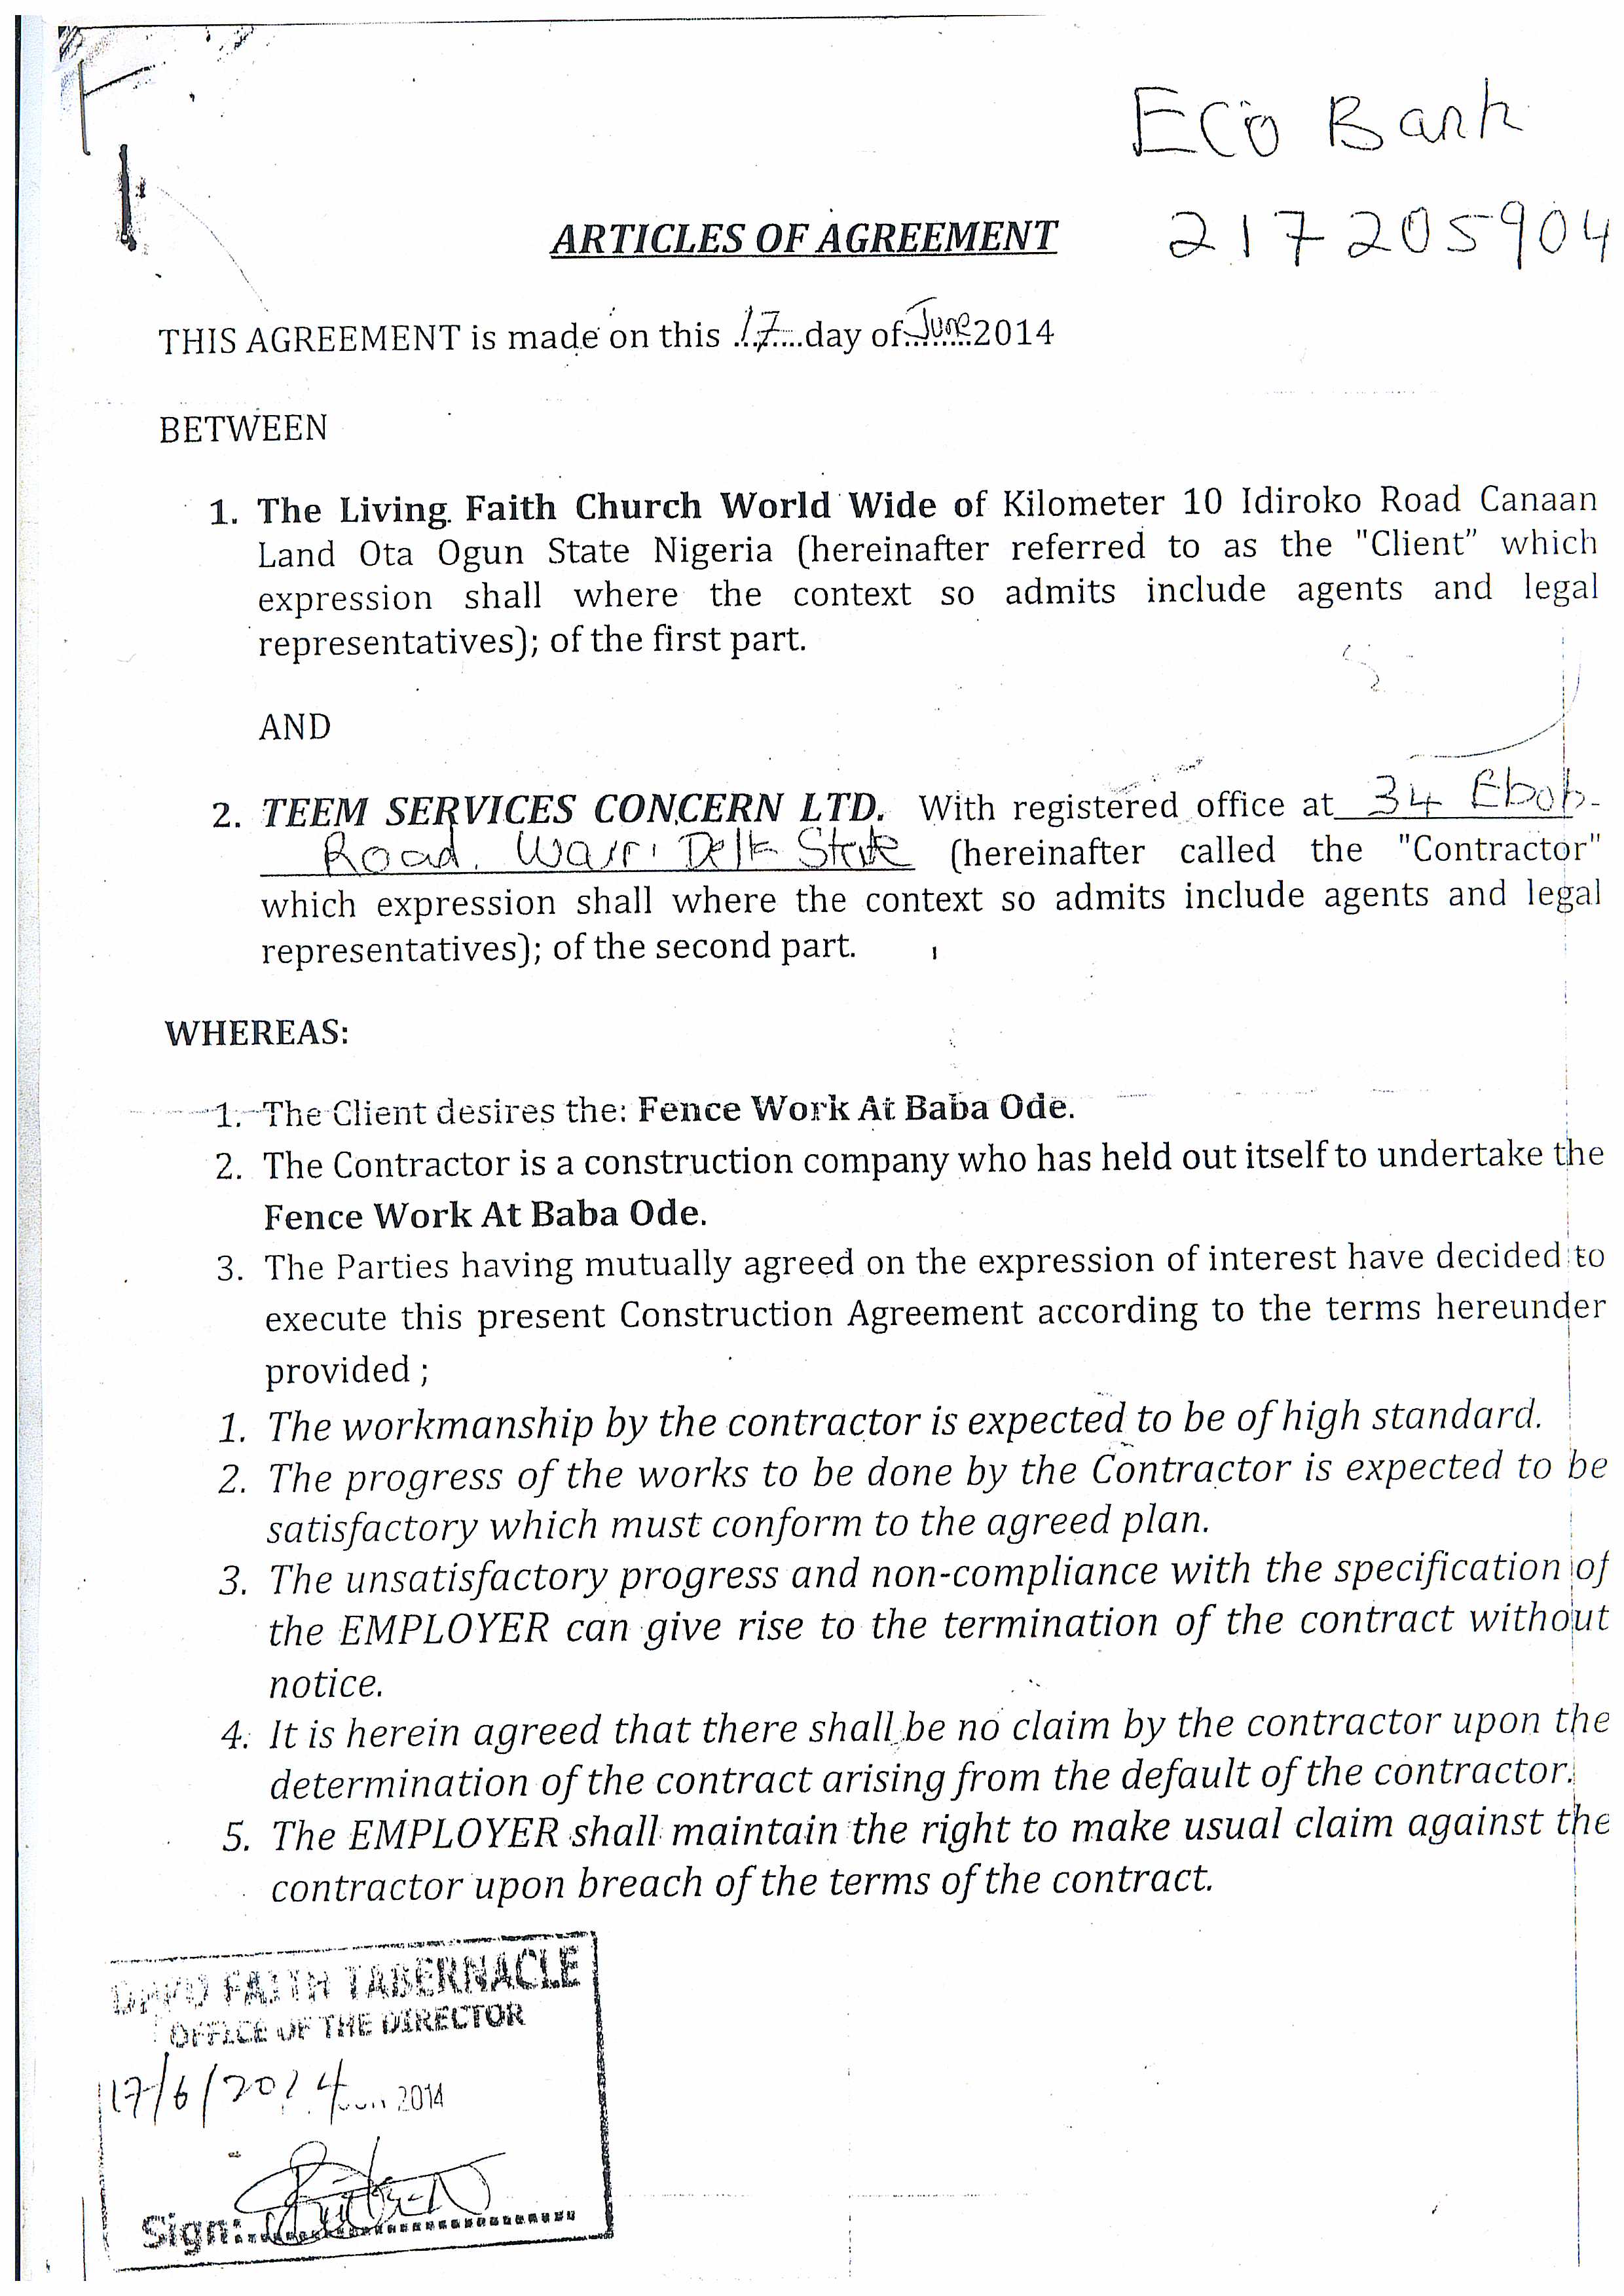 Eco Bank
217205904
ARTICLES OF AGREEMENT
THIS AGREEMENT is made on this ..17....day of..June...2014
BETWEEN
1. The Living Faith Church World Wide of Kilometer 10 Idiroko Road Canaan
Land Ota Ogun State Nigeria (hereinafter referred to as the "Client" which
expression shall where the context so admits include agents and legal
representatives); of the first part.
AND
2. TEEM SERVICES CONCERN LTD. With registered office at 34
Road. Warri Delta State (hereinafter called the "Contractor"
which expression shall where the context so admits include agents and legal
representatives); of the second part.
WHEREAS:
1. The Client desires the: Fence Work At Baba Ode.
2. The Contractor is a construction company who has held out itself to undertake the
Fence Work At Baba Ode.
3. The Parties having mutually agreed on the expression of interest have decided to
execute this present Construction Agreement according to the terms hereunder
provided ;
1. The workmanship by the contractor is expected to be of high standard.
2. The progress of the works to be done by the Contractor is expected to be
satisfactory which must conform to the agreed plan.
3. The unsatisfactory progress and non-compliance with the specification of
the EMPLOYER can give rise to the termination of the contract without
notice.
4. It is herein agreed that there shall be no claim by the contractor upon the
determination of the contract arising from the default of the contractor.
5. The EMPLOYER shall maintain the right to make usual claim against the
contractor upon breach of the terms of the contract.
FAITH TABERNACLE
OFFICE OF THE DIRECTOR
17/6/2014 2014
Sign: